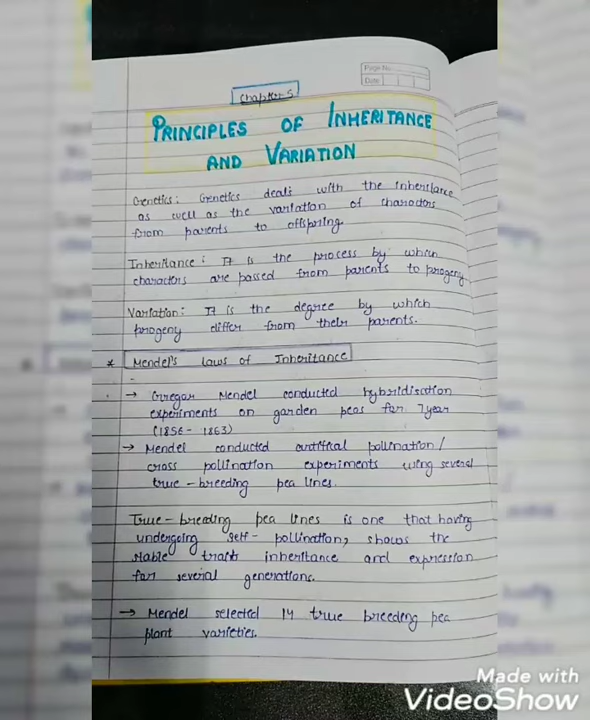 Page No.
Date
Chapter-5
PRINCIPLES OF INHERITANCE
AND VARIATION
Genetics: Genetics deals with the inheritance
as well as the variation of characters
from parents to offspring.
Inheritance: It is the process by which
characters are passed from parents to progeny
Variation: It is the degree by which
progeny differ from their parents.
* Mendel's laws of Inheritance
→ Gregar Mendel conducted hybridisation
experiments on garden peas for 7year
(1856 - 1863)
→ Mendel conducted artifical pollination/
cross pollination experiments using several
true-breeding pea lines.
True-breeding pea lines is one that having
undergoing self-pollination, shows the
stable traits inheritance and expression
for several generations.
→ Mendel selected 14 true breeding pea
plant varieties.
Made with
VideoShow